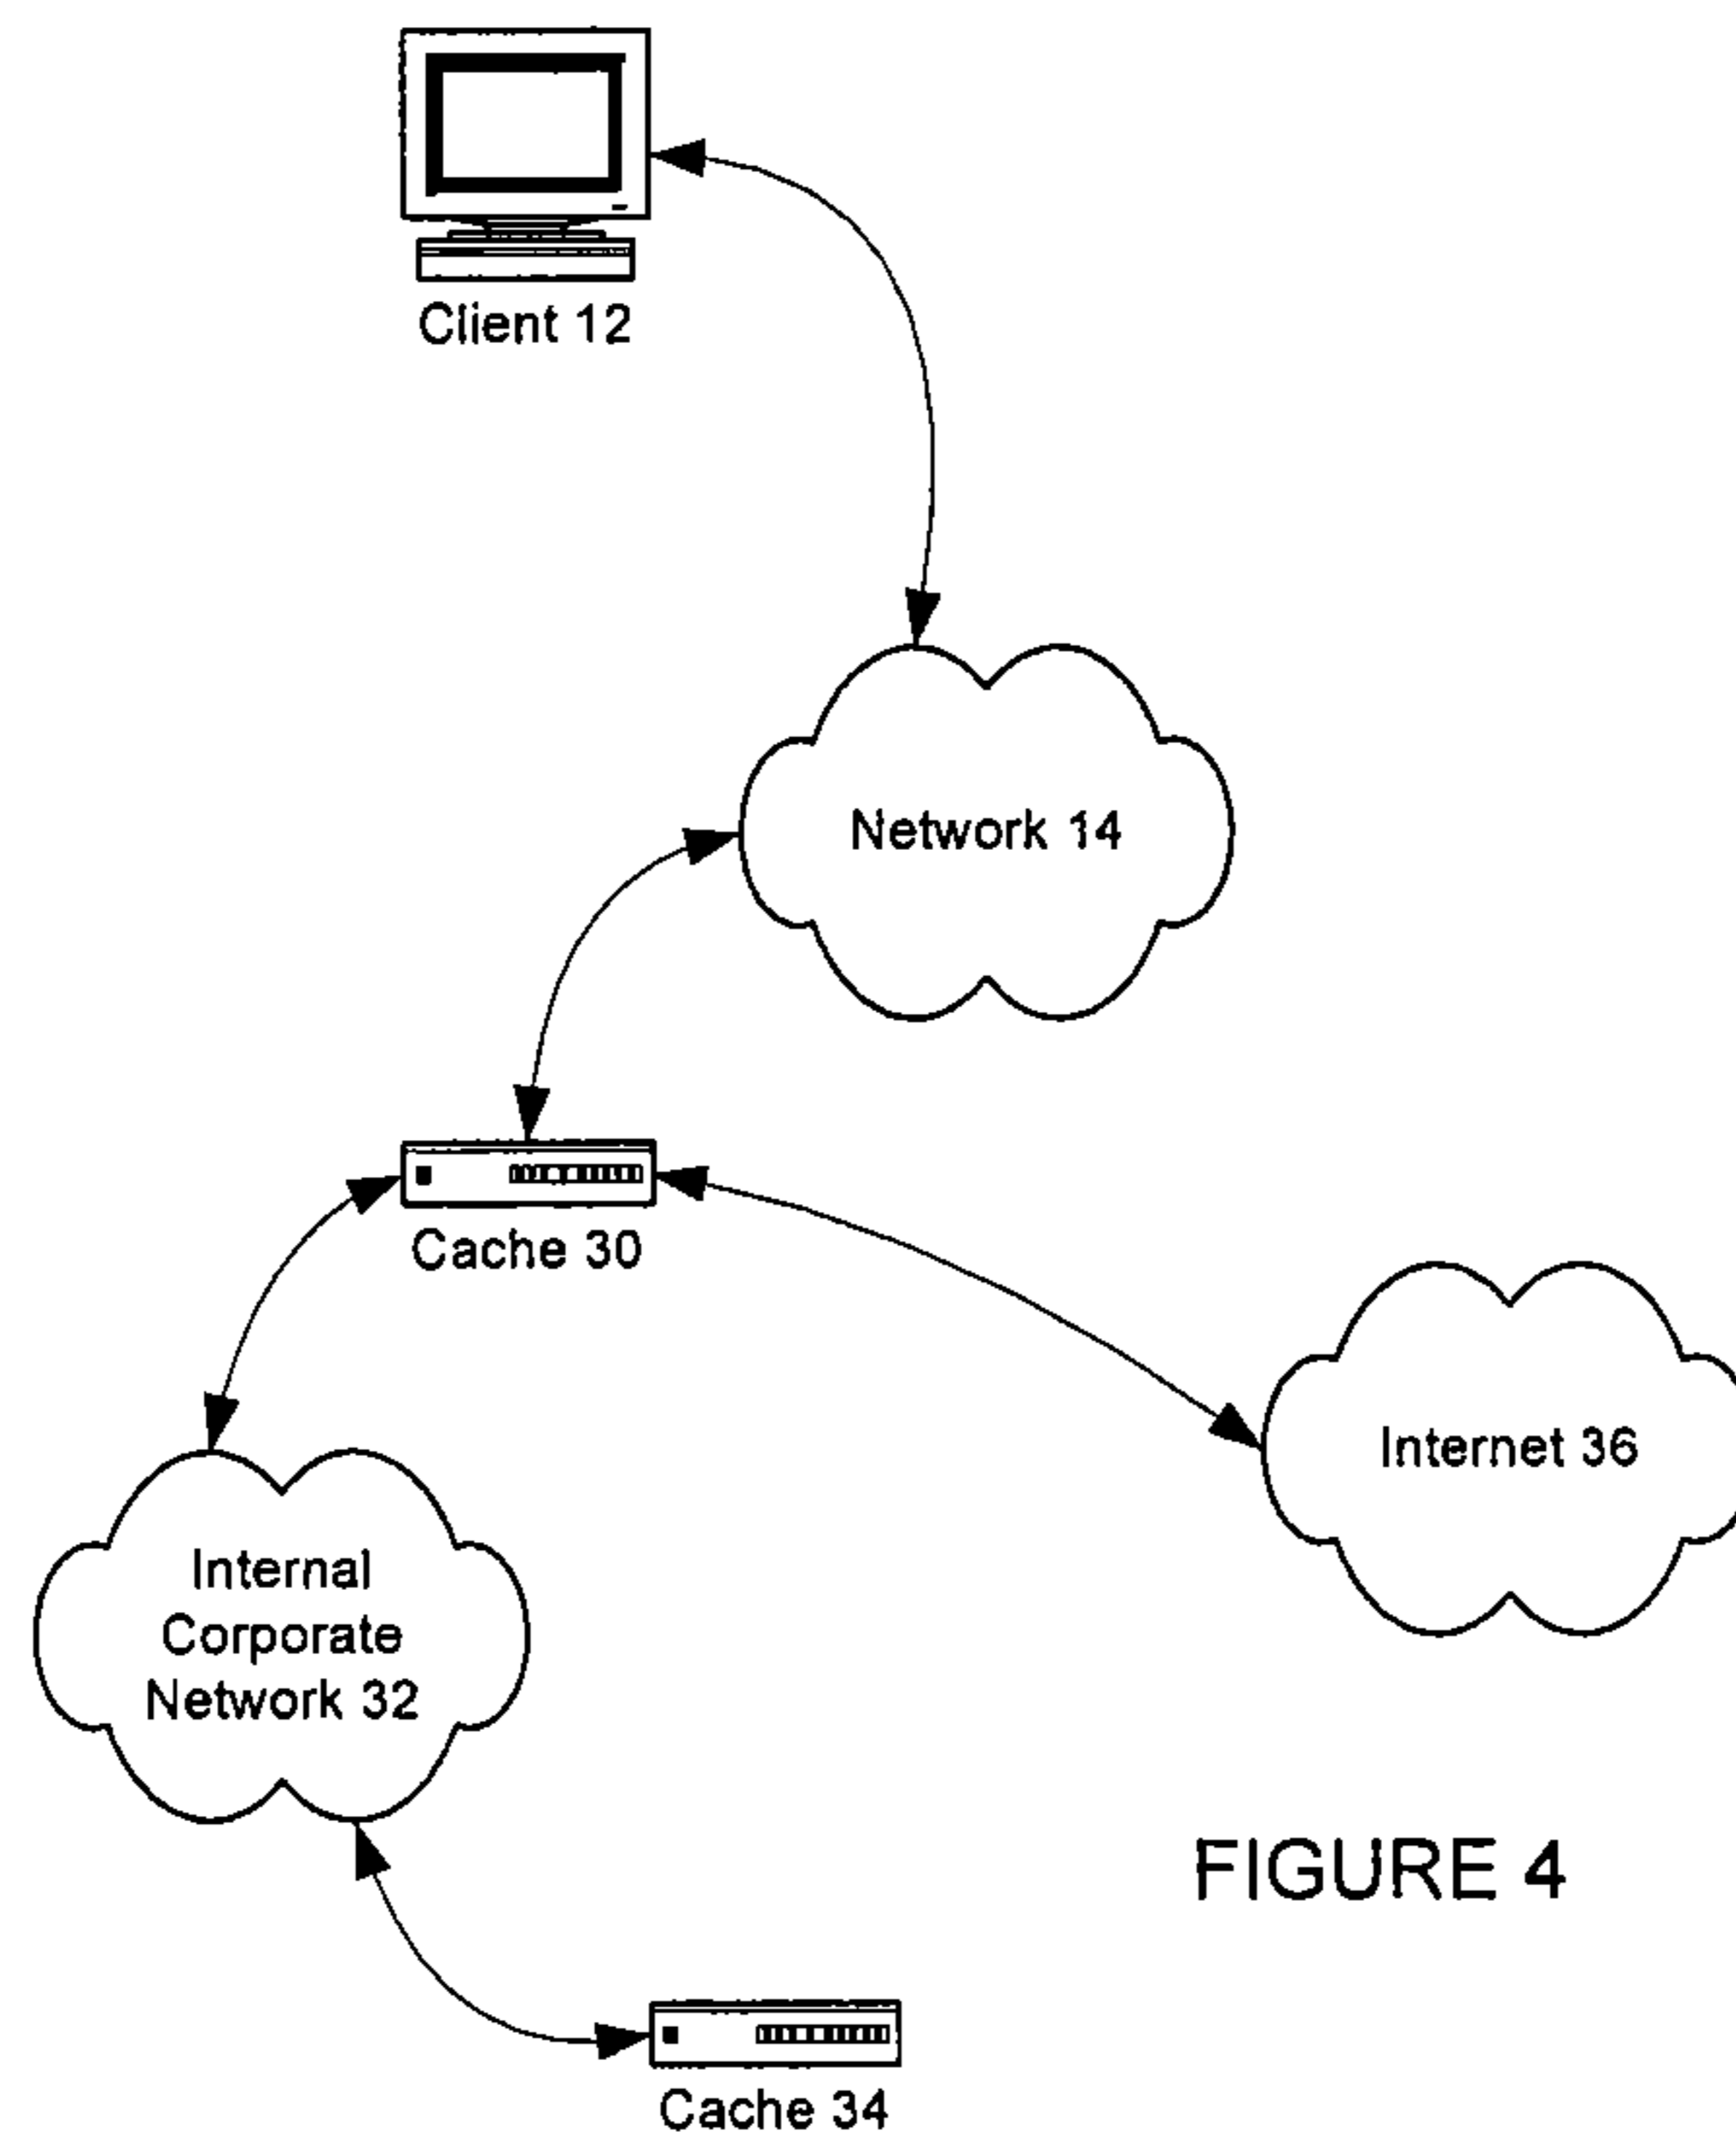 Client 12
Network 14
Cache 30
Internet 36
Internal
Corporate
Network 32
FIGURE 4
Cache 34